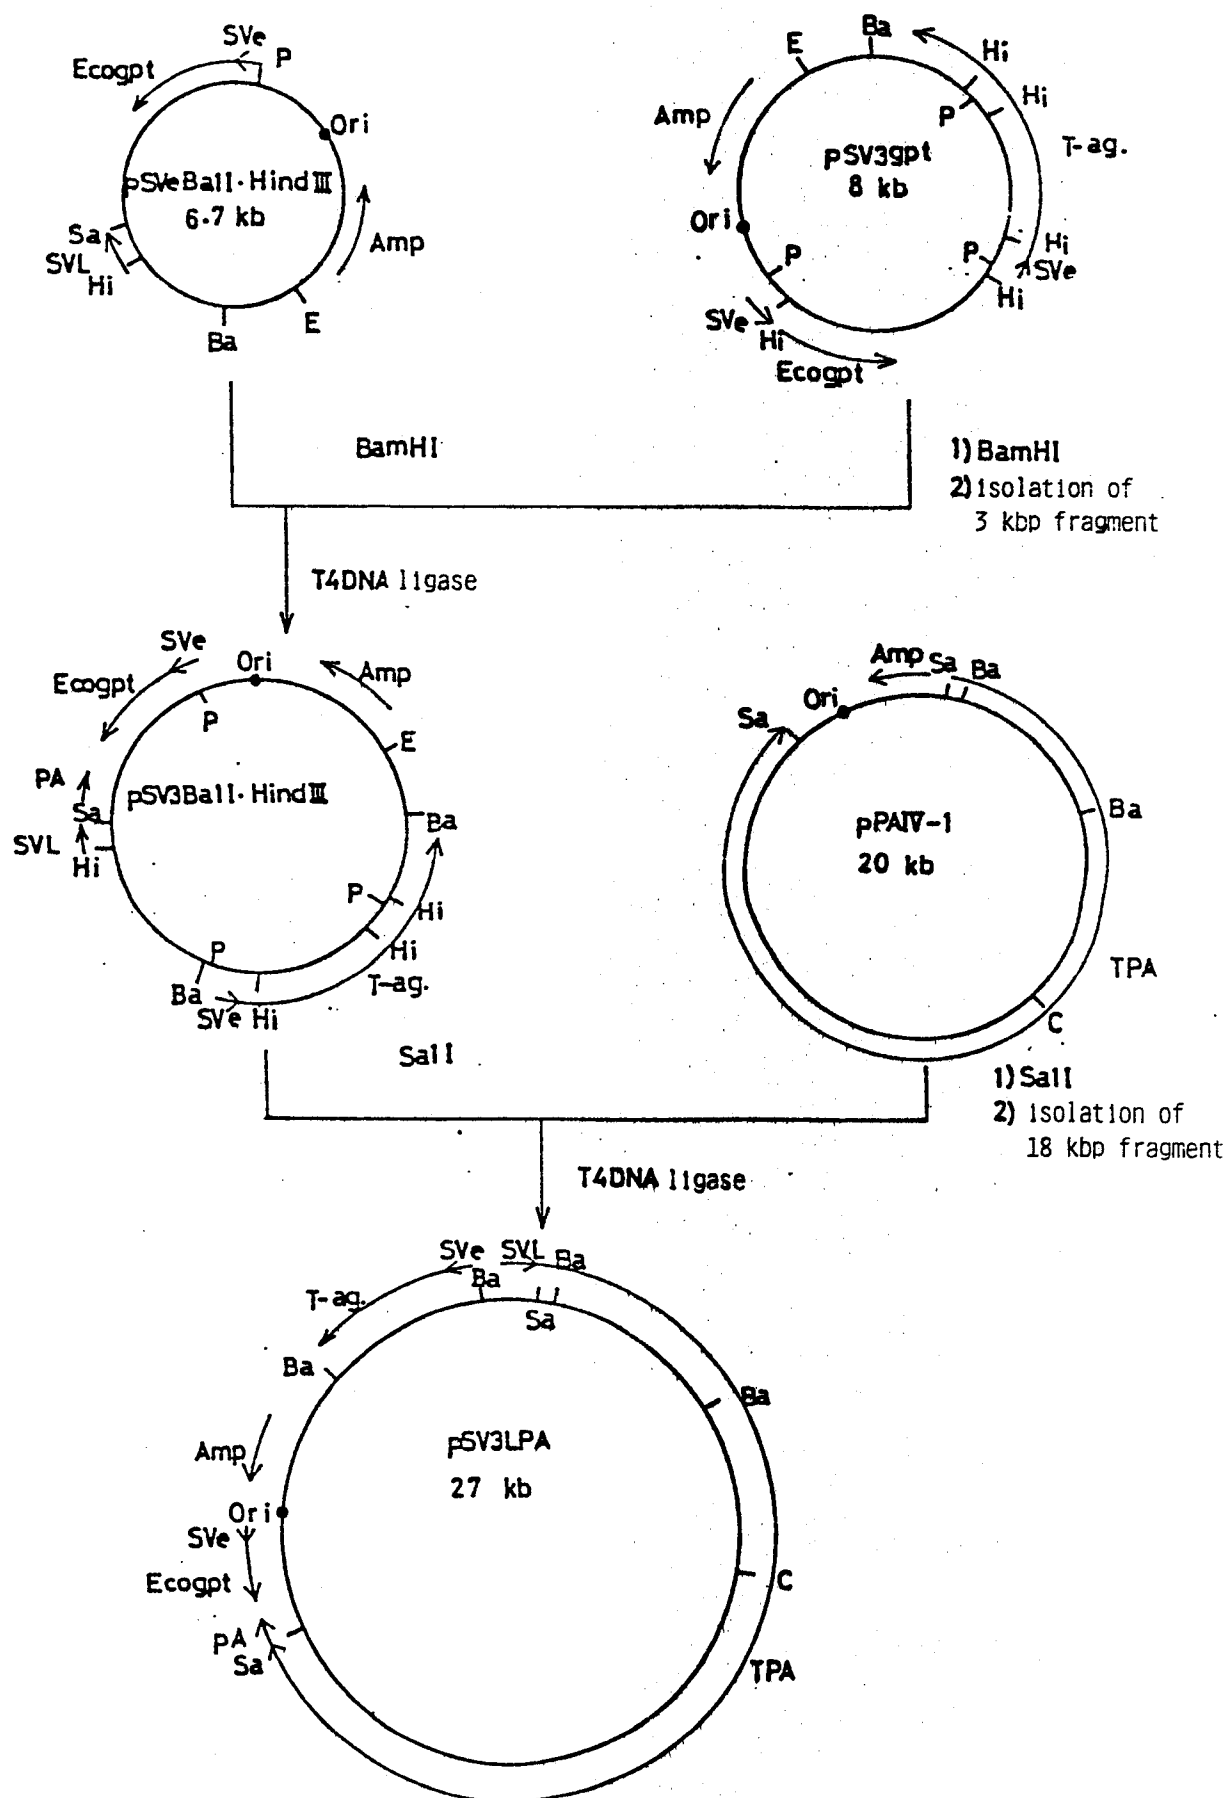 SVe
P
Ecogpt
Ori
pSVeBalI·HindIII
6.7 kb
Sa
SVL
Hi
Amp
E
Ba
Ba
E
Hi
Hi
P
Amp
T-ag.
pSV3gpt
8 kb
Ori
P
P
Hi
SVe
Hi
SVe
Hi
Ecogpt
BamHI
1) BamHI
2) isolation of
3 kbp fragment
T4DNA ligase
SVe
Ori
Amp
Ecogpt
P
E
PA
pSV3BalI·HindIII
Sa
SVL
Hi
Ba
P
Hi
Hi
P
Ba
T-ag.
SVe Hi
Amp
Sa
Ba
Ori
Sa
pPAIV-1
20 kb
Ba
TPA
C
SalI
1) SalI
2) isolation of
18 kbp fragment
T4DNA ligase
SVe
SVL
Ba
Ba
T-ag.
Sa
Ba
Ba
Amp
pSV3LPA
27 kb
Ori
SVe
Ecogpt
C
PA
Sa
TPA